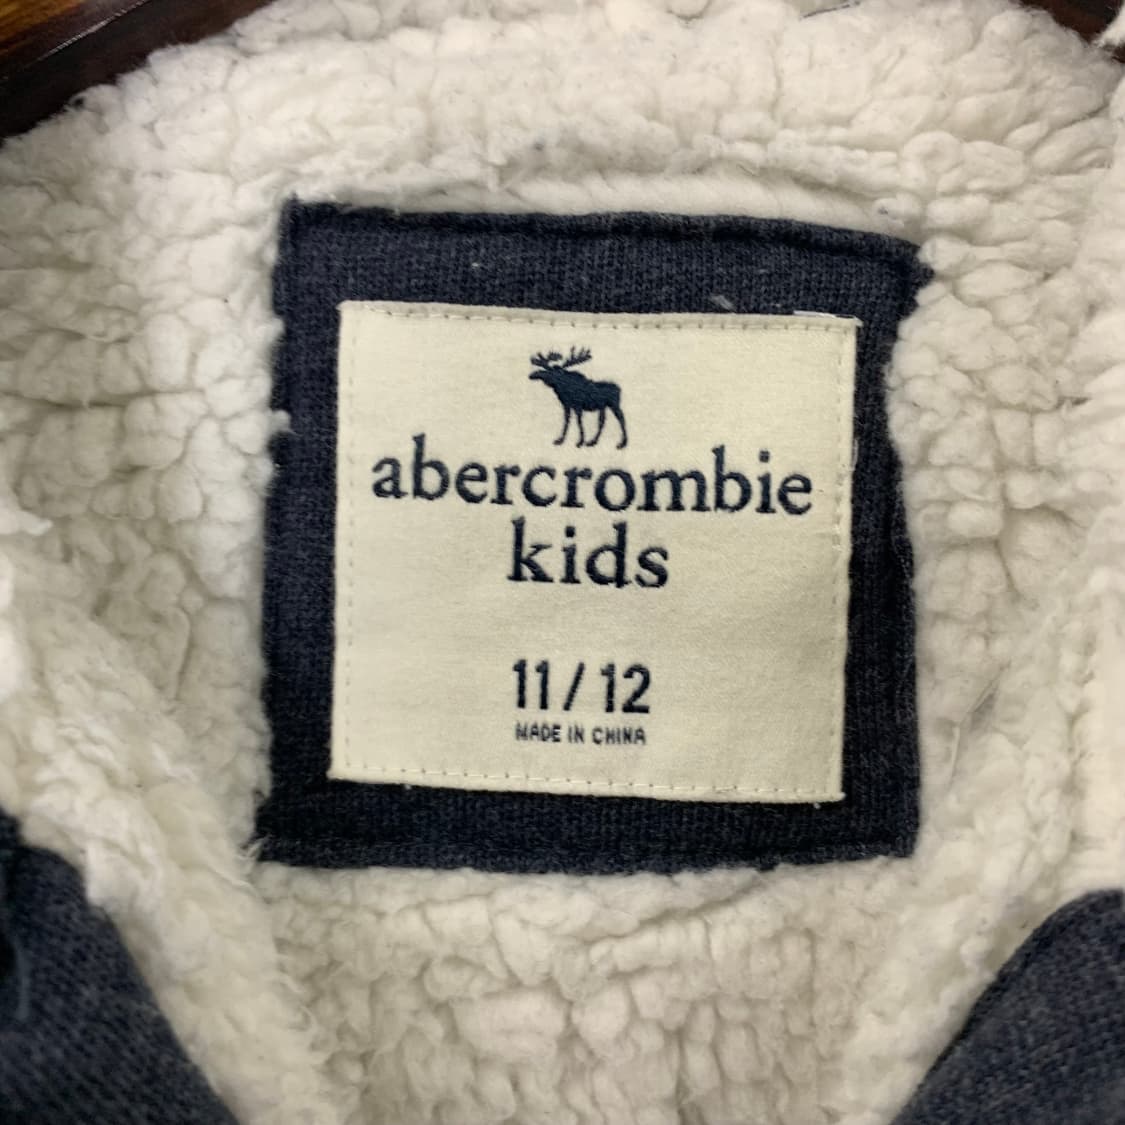 abercrombie
kids
11/12
MADE IN CHINA